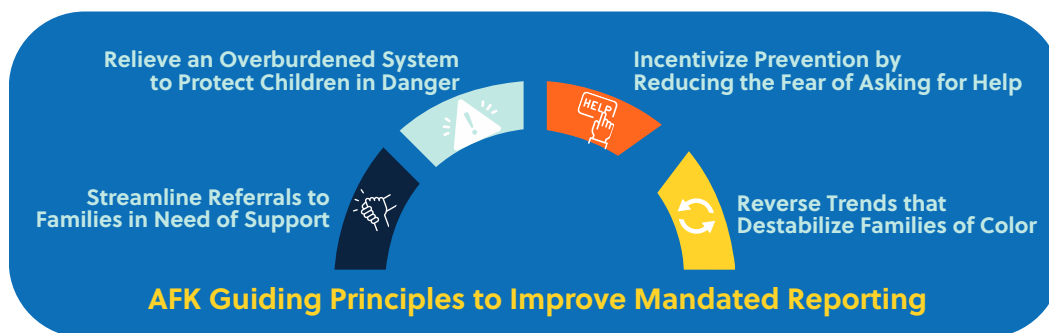 Relieve an Overburdened System
to Protect Children in Danger
Incentivize Prevention by
Reducing the Fear of Asking for Help
HELP
Streamline Referrals to
Families in Need of Support
Reverse Trends that
Destabilize Families of Color
AFK Guiding Principles to Improve Mandated Reporting